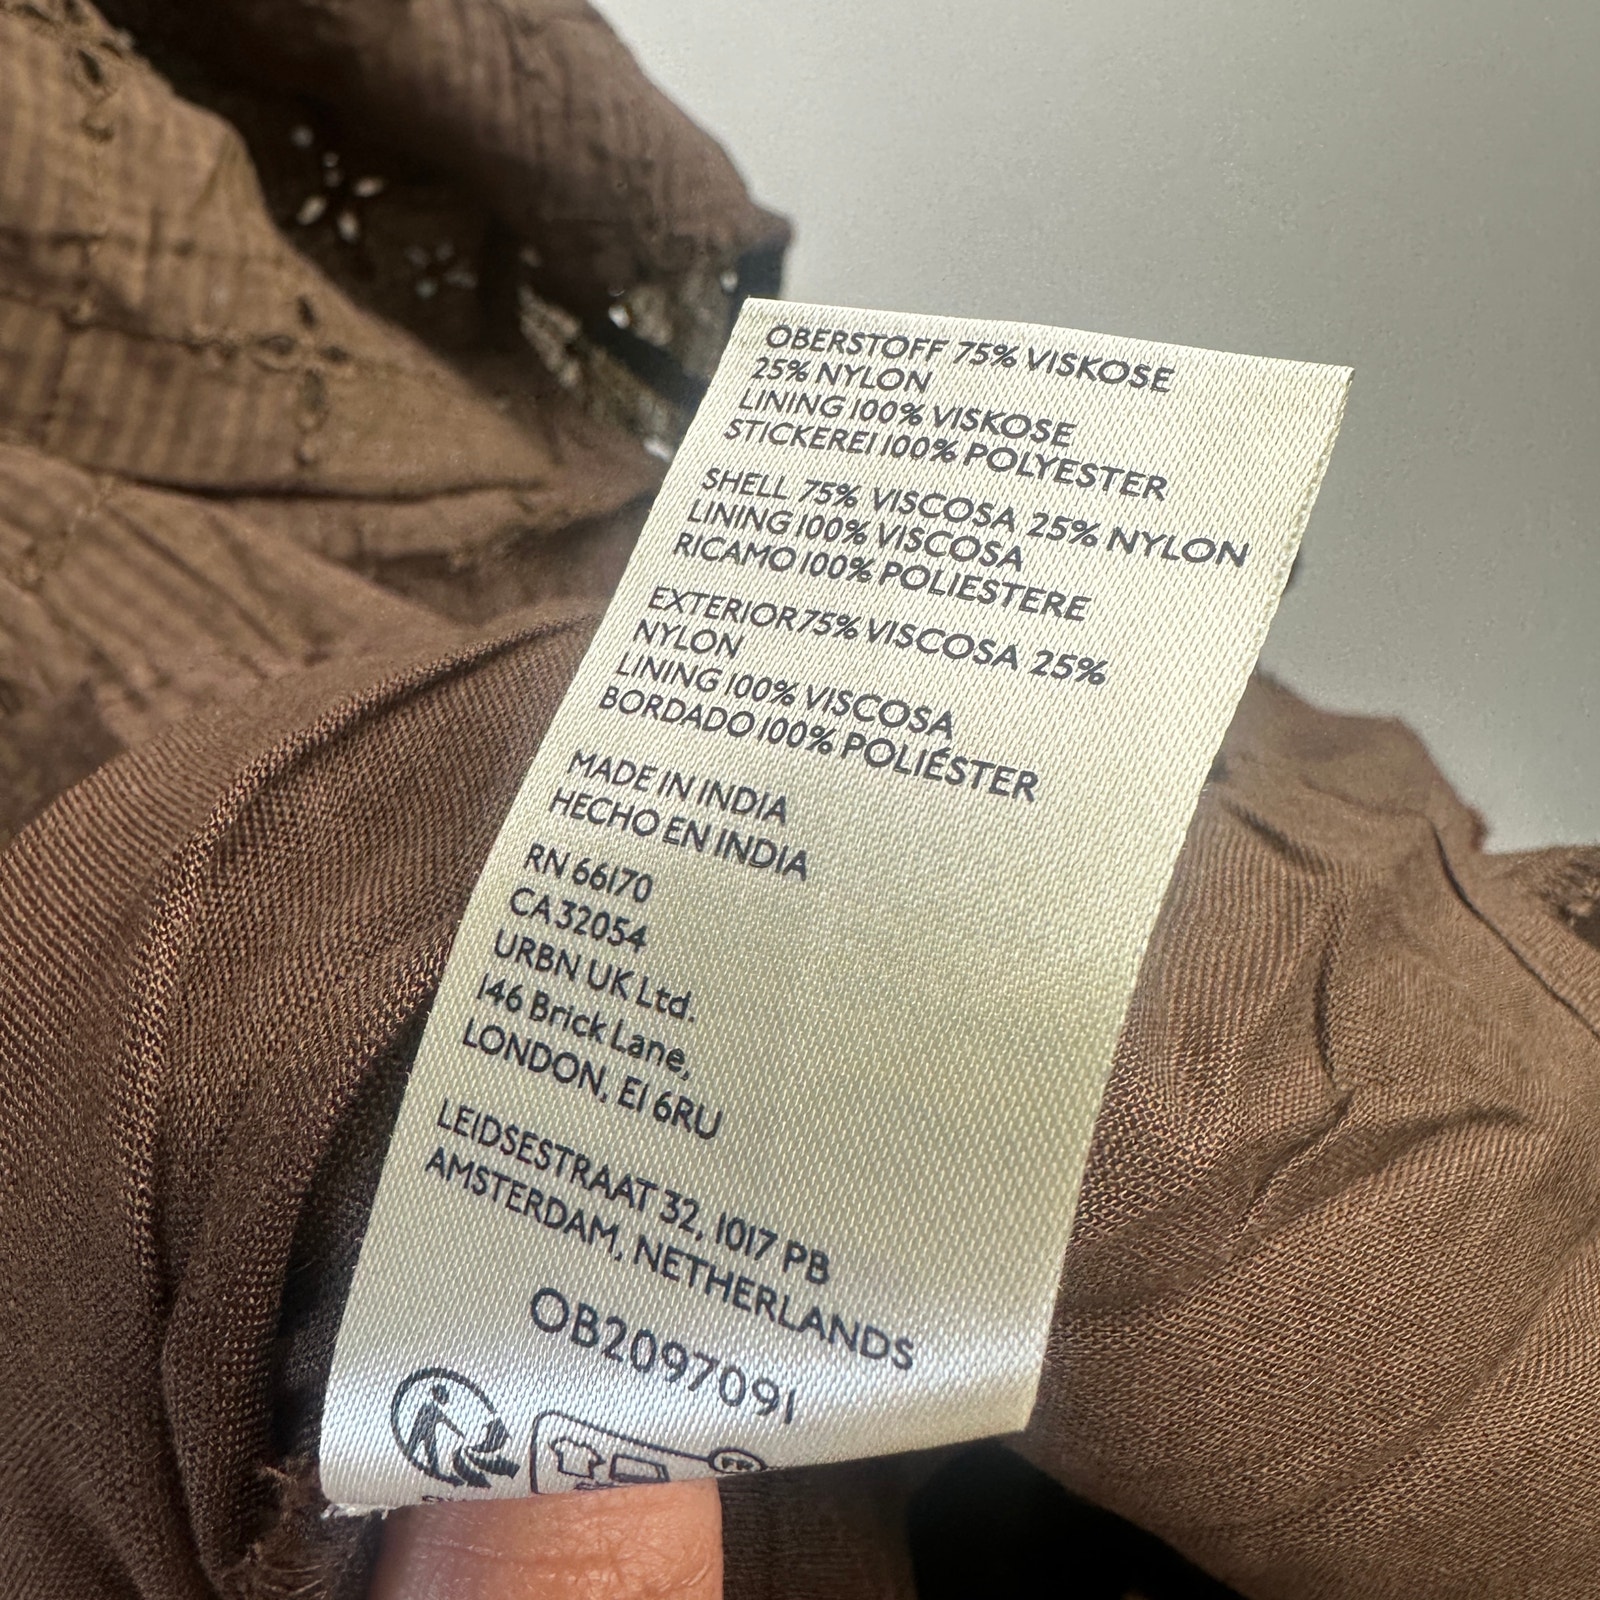 OBERSTOFF 75% VISKOSE
25% NYLON
LINING 100% VISKOSE
STICKEREI 100% POLYESTER
SHELL 75% VISCOSA 25% NYLON
LINING 100% VISCOSA
RICAMO 100% POLIESTERE
EXTERIOR 75% VISCOSA 25%
NYLON
LINING 100% VISCOSA
BORDADO 100% POLIÉSTER
MADE IN INDIA
HECHO EN INDIA
RN 66170
CA 32054
URBN UK Ltd.
146 Brick Lane,
LONDON, E1 6RU
LEIDSESTRAAT 32, 1017 PB
AMSTERDAM, NETHERLANDS
OB2097091
FR